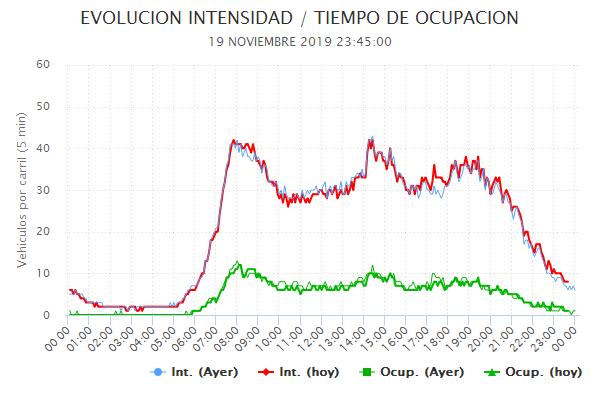 EVOLUCION INTENSIDAD / TIEMPO DE OCUPACION
19 NOVIEMBRE 2019 23:45:00
Vehiculos por carril (5 min)
60
50
40
30
20
10
0
00:00 01:00 02:00 03:00 04:00 05:00 06:00 07:00 08:00 09:00 10:00 11:00 12:00 13:00 14:00 15:00 16:00 17:00 18:00 19:00 20:00 21:00 22:00 23:00 00:00
Int. (Ayer) Int. (hoy) Ocup. (Ayer) Ocup. (hoy)